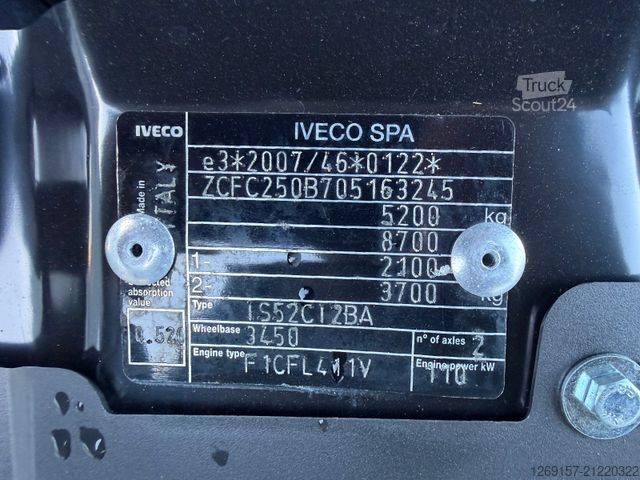 Truck
Scout24
IVECO
IVECO SPA
Made in
ITALY
e3*2007/46*0122*
ZCFC250B705163245
5200 kg
8700
1- 2100
2- 3700 kg
absorption
value
0.520
Type
IS52CI2BA
Wheelbase
3450
n° of axles
2
Engine type
F1CFL411V
Engine power kW
110
1269157-21220322